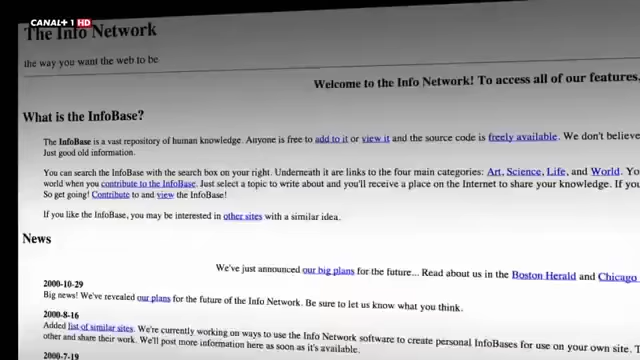 CANAL+ 1 HD
The Info Network
the way you want the web to be
Welcome to the Info Network! To access all of our features,
What is the InfoBase?
The InfoBase is a vast repository of human knowledge. Anyone is free to add to it or view it and the source code is freely available. We don't believe
Just good old information.
You can search the InfoBase with the search box on your right. Underneath it are links to the four main categories: Art, Science, Life, and World. Yo
world when you contribute to the InfoBase. Just select a topic to write about and you'll receive a place on the Internet to share your knowledge. If you
So get going! Contribute to and view the InfoBase!
If you like the InfoBase, you may be interested in other sites with a similar idea.
News
We've just announced our big plans for the future... Read about us in the Boston Herald and Chicago
2000-10-29
Big news! We've revealed our plans for the future of the Info Network. Be sure to let us know what you think.
2000-8-16
Added list of similar sites. We're currently working on ways to use the Info Network software to create personal InfoBases for use on your own site. T
other and share their work. We'll post more information here as soon as it's available.
2000-7-19